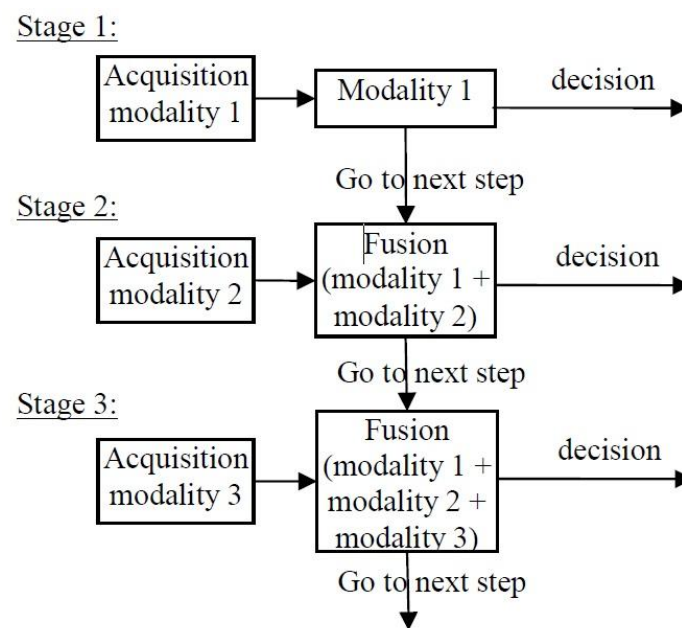 Stage 1:
Acquisition
modality 1
Modality 1
decision
Go to next step
Stage 2:
Acquisition
modality 2
Fusion
(modality 1 +
modality 2)
decision
Go to next step
Stage 3:
Acquisition
modality 3
Fusion
(modality 1 +
modality 2 +
modality 3)
decision
Go to next step